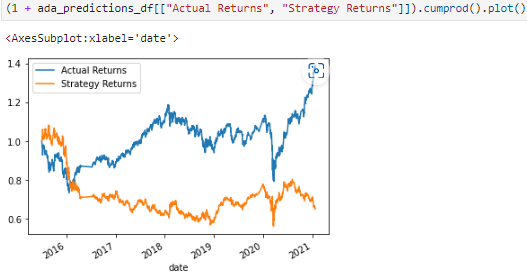 (1 + ada_predictions_df[["Actual Returns", "Strategy Returns"]]).cumprod().plot()
<AxesSubplot:xlabel='date'>
1.4
1.2
1.0
0.8
0.6
Actual Returns
Strategy Returns
2016
2017
2018
2019
2020
2021
date